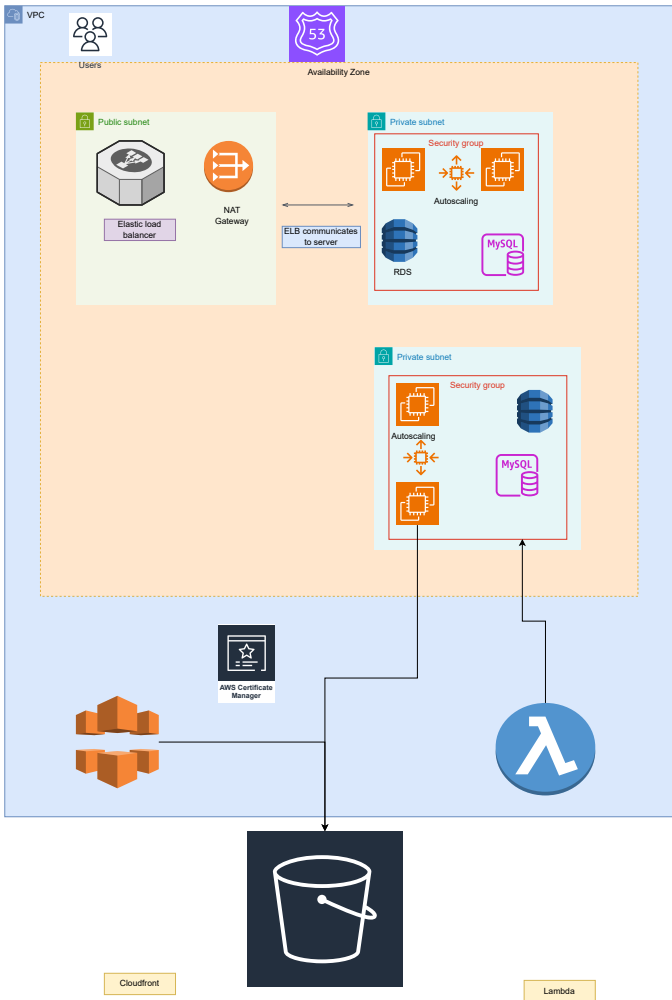 VPC
53
Users
Availability Zone
Public subnet
Private subnet
Security group
Autoscaling
NAT
Gateway
Elastic load
balancer
ELB communicates
to server
MySQL
RDS
Private subnet
Security group
Autoscaling
MySQL
AWS Certificate
Manager
Cloudfront
Lambda